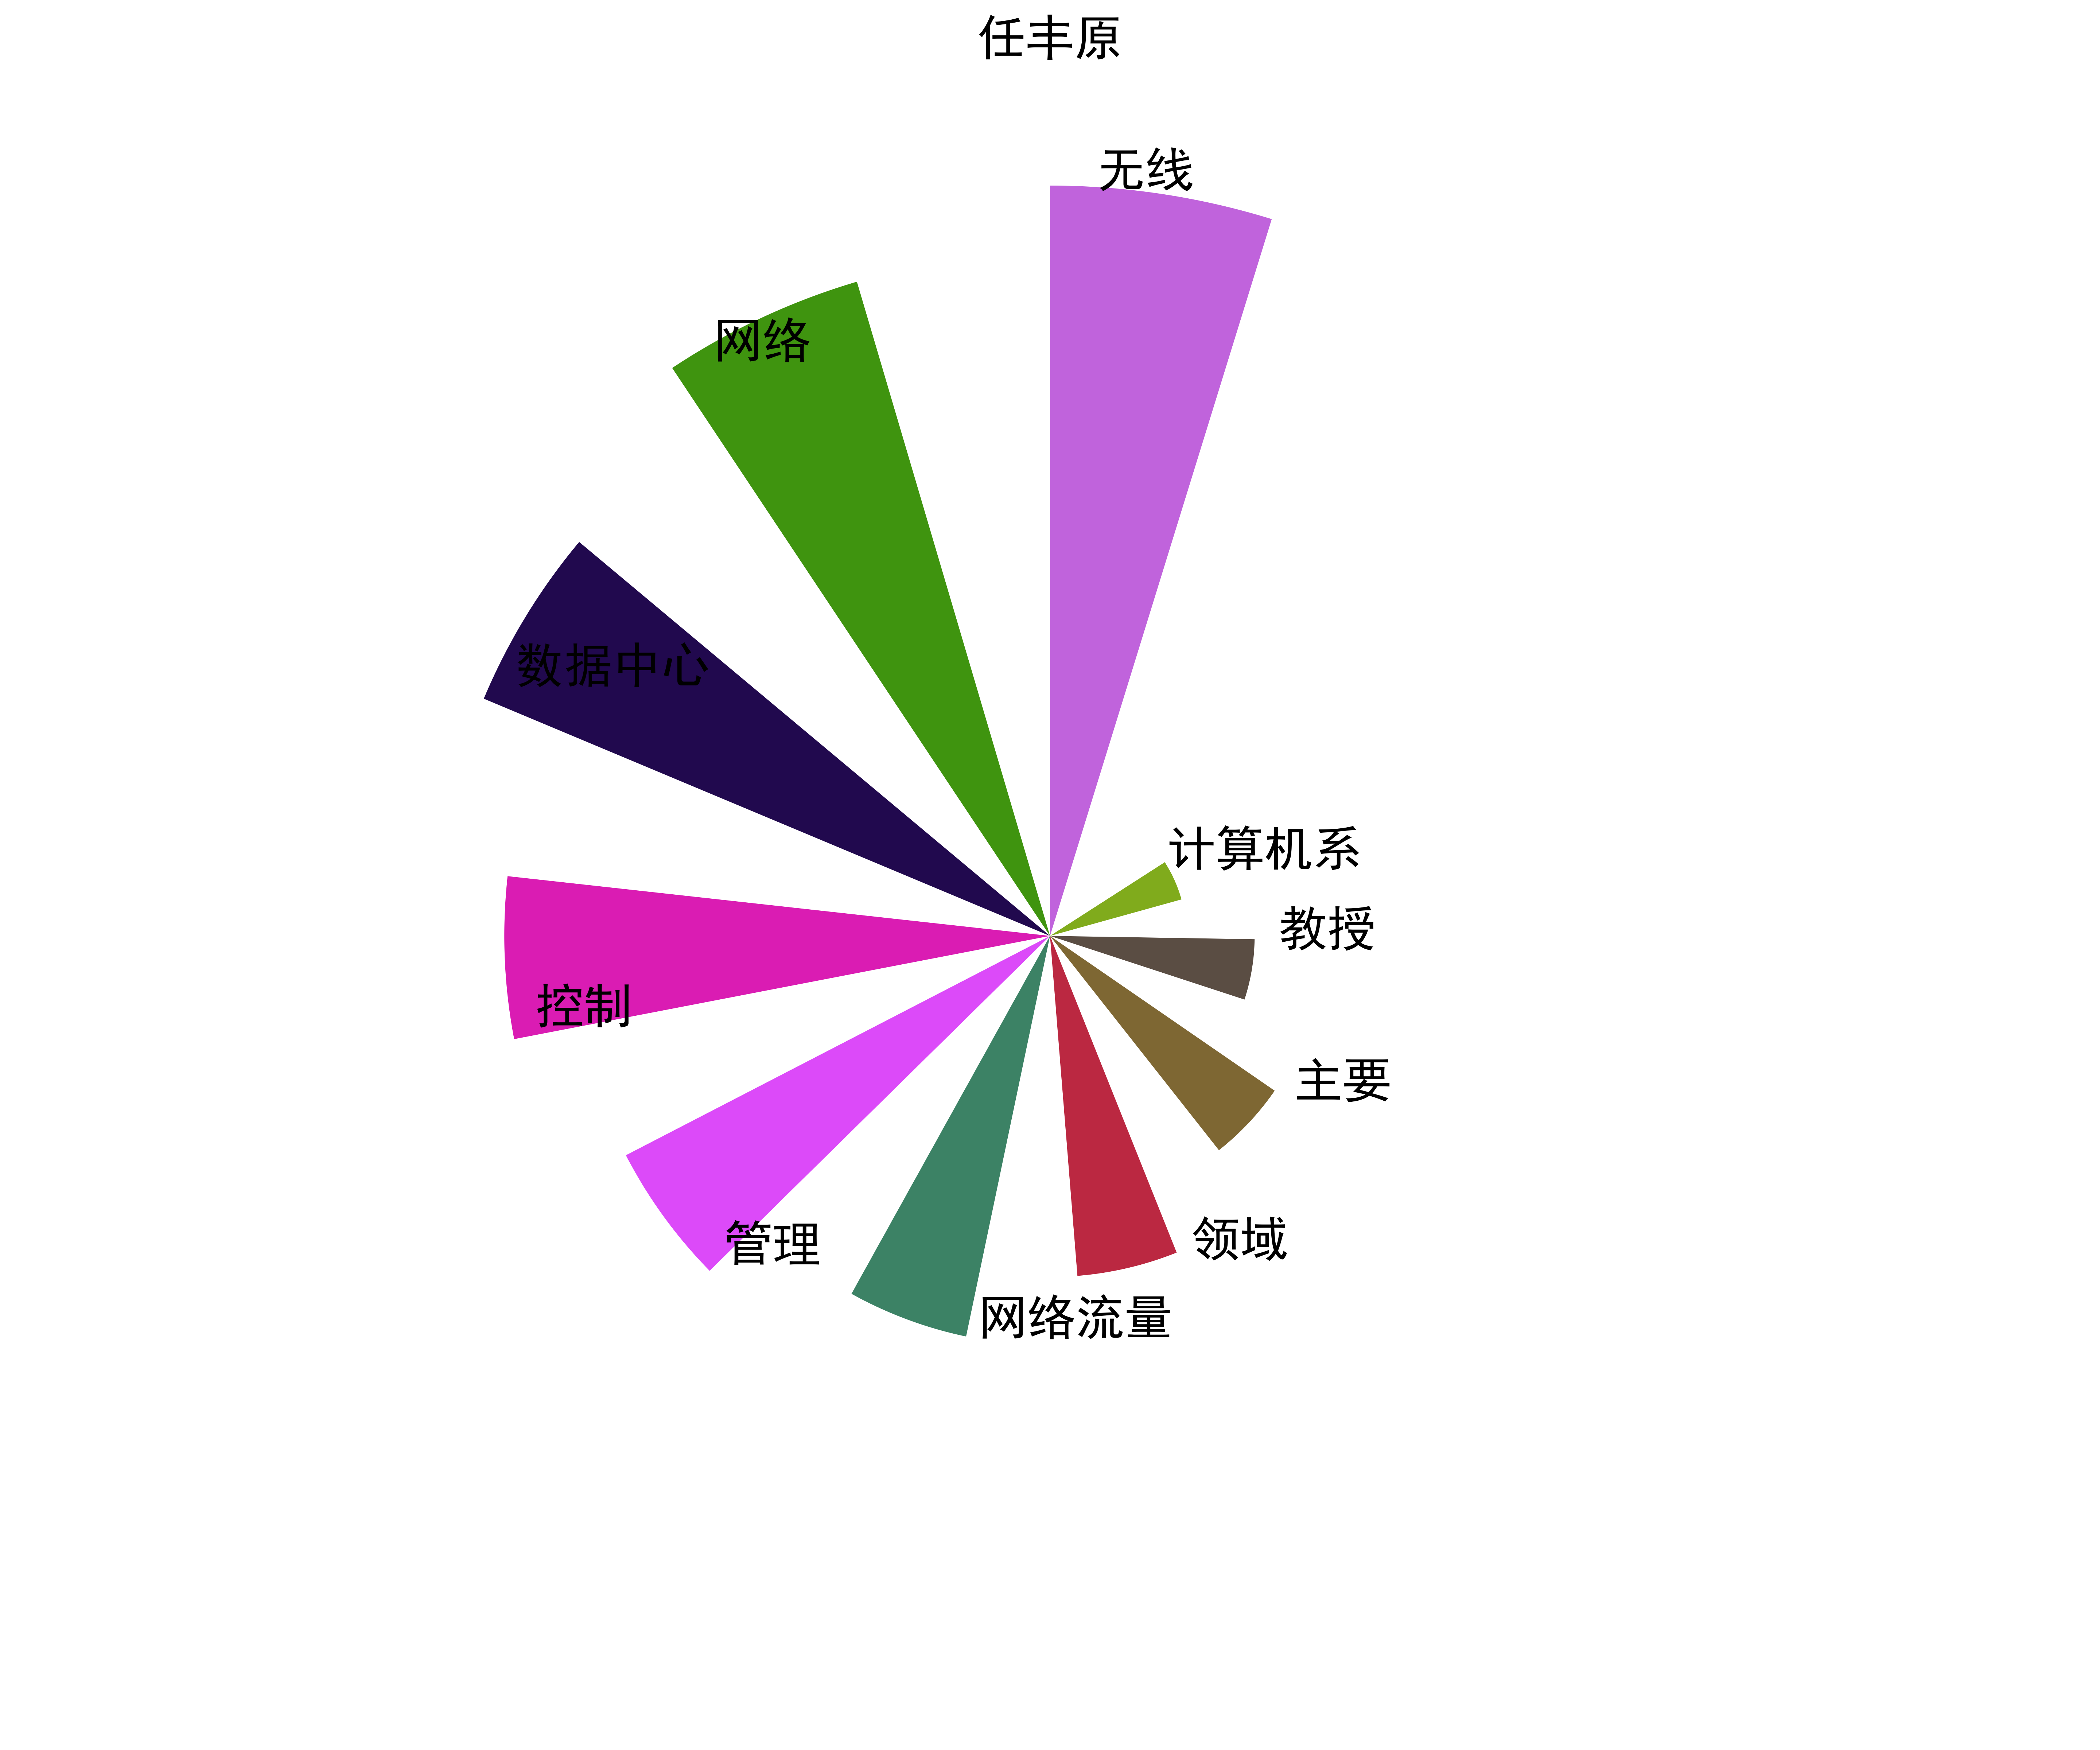 任丰原
无线
网络
数据中心
计算机系
教授
控制
主要
领域
管理
网络流量